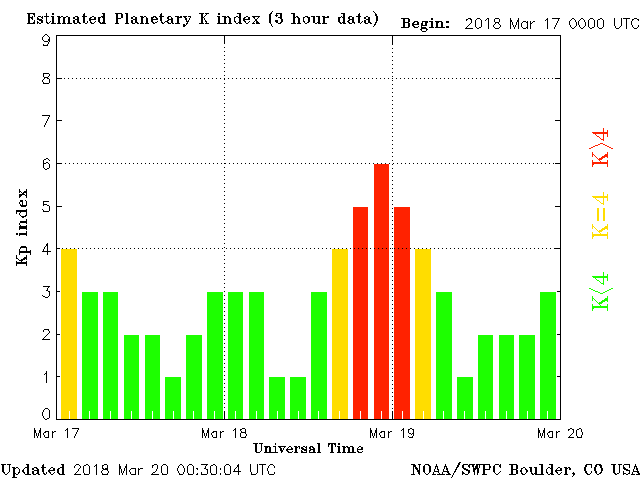 Estimated Planetary K index (3 hour data) Begin: 2018 Mar 17 0000 UTC
9
8
7
6
5
4
3
2
1
0
Kp index
K>4
K=4
K<4
Mar 17 Mar 18 Mar 19 Mar 20
Universal Time
Updated 2018 Mar 20 00:30:04 UTC NOAA/SWPC Boulder, CO USA